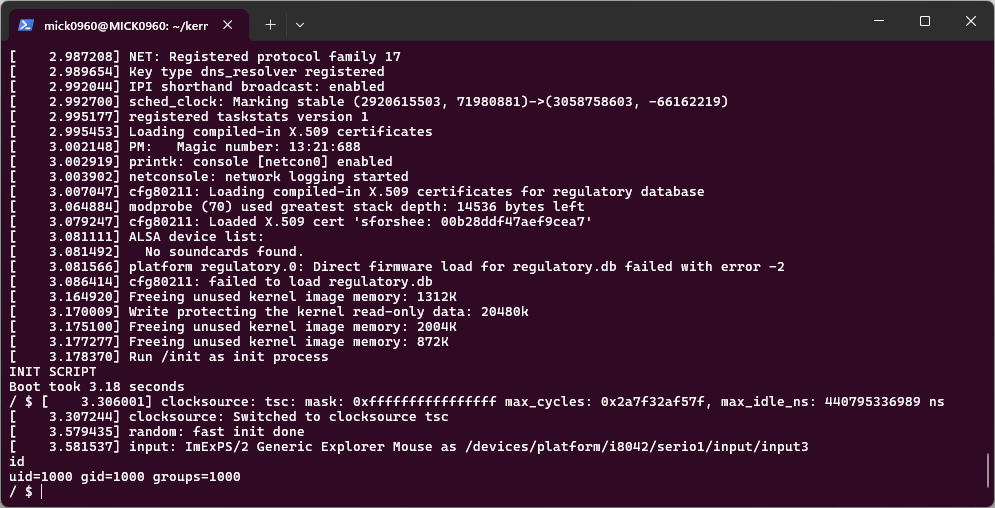 mick0960@MICK0960: ~/kerr
[    2.987208] NET: Registered protocol family 17
[    2.989654] Key type dns_resolver registered
[    2.992044] IPI shorthand broadcast: enabled
[    2.992700] sched_clock: Marking stable (2920615503, 71980881)->(3058758603, -66162219)
[    2.995177] registered taskstats version 1
[    2.995453] Loading compiled-in X.509 certificates
[    3.002148] PM:   Magic number: 13:21:688
[    3.002919] printk: console [netcon0] enabled
[    3.003902] netconsole: network logging started
[    3.007047] cfg80211: Loading compiled-in X.509 certificates for regulatory database
[    3.064884] modprobe (70) used greatest stack depth: 14536 bytes left
[    3.079247] cfg80211: Loaded X.509 cert 'sforshee: 00b28ddf47aef9cea7'
[    3.081111] ALSA device list:
[    3.081492]   No soundcards found.
[    3.081566] platform regulatory.0: Direct firmware load for regulatory.db failed with error -2
[    3.086414] cfg80211: failed to load regulatory.db
[    3.164920] Freeing unused kernel image memory: 1312K
[    3.170009] Write protecting the kernel read-only data: 20480k
[    3.175100] Freeing unused kernel image memory: 2004K
[    3.177277] Freeing unused kernel image memory: 872K
[    3.178370] Run /init as init process
INIT SCRIPT
Boot took 3.18 seconds
/ $ [    3.306001] clocksource: tsc: mask: 0xffffffffffffffff max_cycles: 0x2a7f32af57f, max_idle_ns: 440795336989 ns
[    3.307244] clocksource: Switched to clocksource tsc
[    3.579435] random: fast init done
[    3.581537] input: ImExPS/2 Generic Explorer Mouse as /devices/platform/i8042/serio1/input/input3
id
uid=1000 gid=1000 groups=1000
/ $